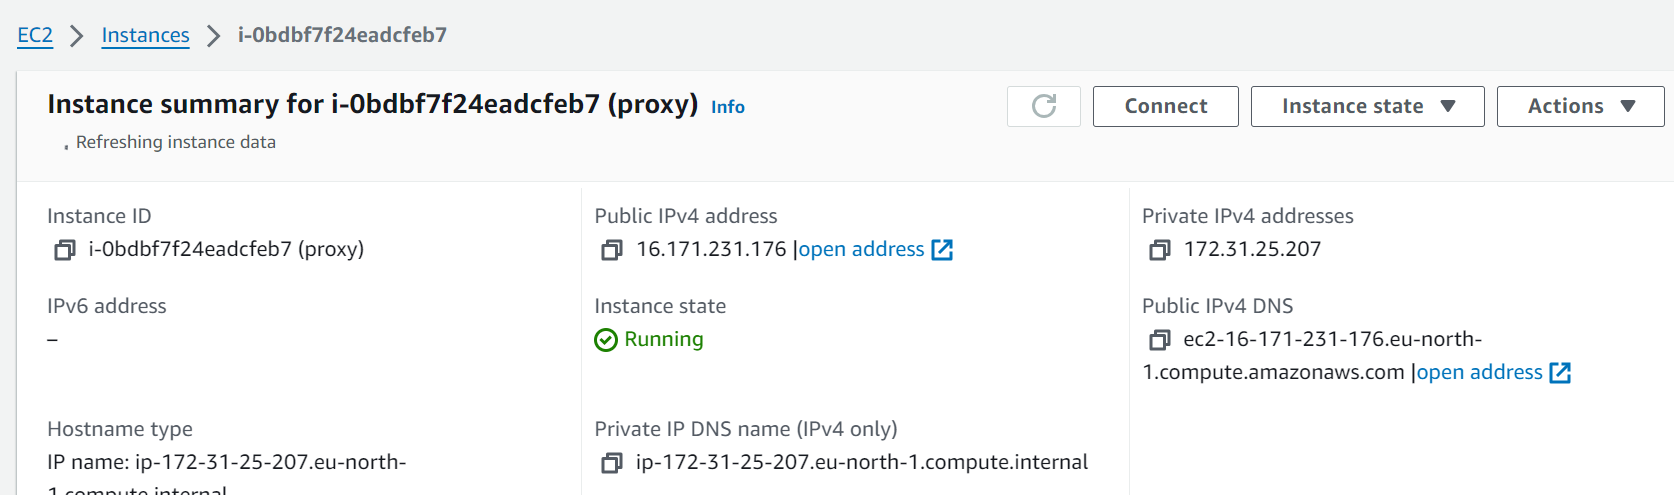 EC2 > Instances > i-0bdbf7f24eadcfeb7
Instance summary for i-0bdbf7f24eadcfeb7 (proxy) Info
Refreshing instance data
Connect
Instance state
Actions
Instance ID
i-0bdbf7f24eadcfeb7 (proxy)
Public IPv4 address
16.171.231.176 |open address
Private IPv4 addresses
172.31.25.207
IPv6 address
–
Instance state
Running
Public IPv4 DNS
ec2-16-171-231-176.eu-north-
1.compute.amazonaws.com |open address
Hostname type
IP name: ip-172-31-25-207.eu-north-
1.compute.internal
Private IP DNS name (IPv4 only)
ip-172-31-25-207.eu-north-1.compute.internal